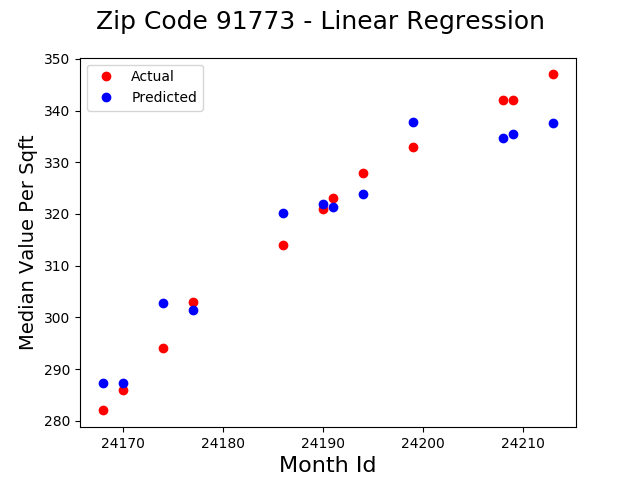 Zip Code 91773 - Linear Regression
Actual
Predicted
Median Value Per Sqft
350
340
330
320
310
300
290
280
24170 24180 24190 24200 24210
Month Id